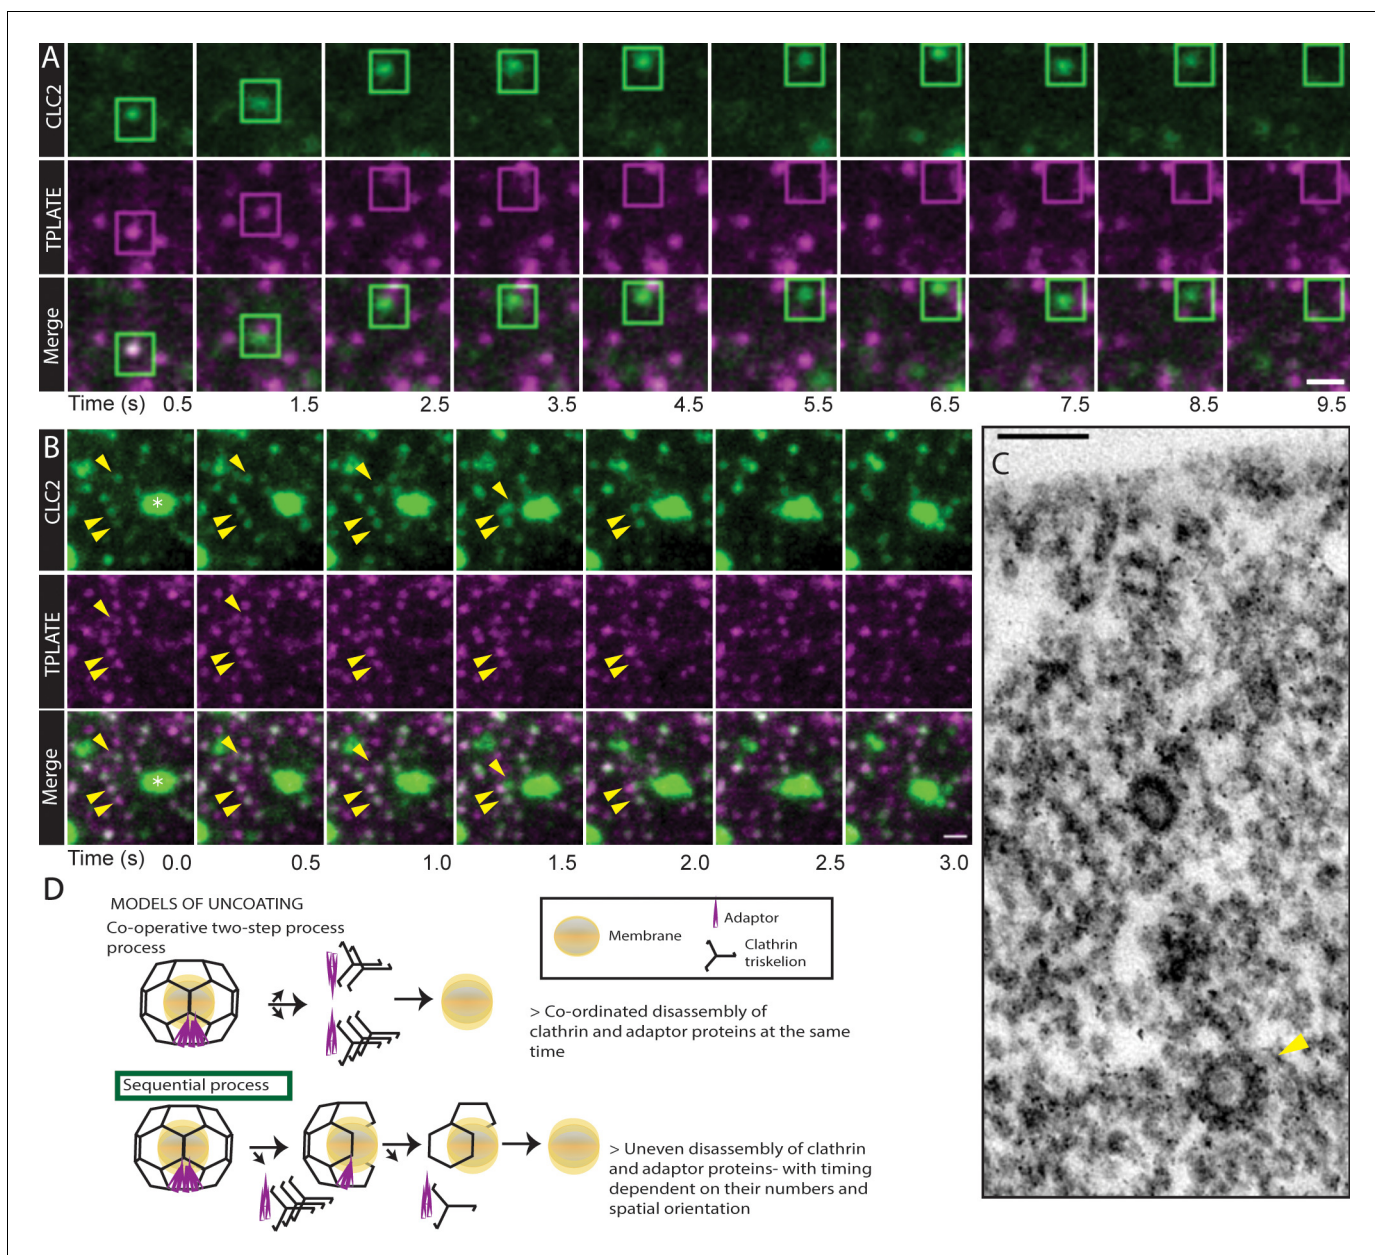 A
CLC2
TPLATE
Merge
Time (s) 0.5 1.5 2.5 3.5 4.5 5.5 6.5 7.5 8.5 9.5
B
CLC2
*
TPLATE
Merge
*
Time (s) 0.0 0.5 1.0 1.5 2.0 2.5 3.0
C
D
MODELS OF UNCOATING
Co-operative two-step process
process
Membrane
Adaptor
Clathrin
triskelion
> Co-ordinated disassembly of
clathrin and adaptor proteins at the same
time
Sequential process
> Uneven disassembly of clathrin
and adaptor proteins- with timing
dependent on their numbers and
spatial orientation